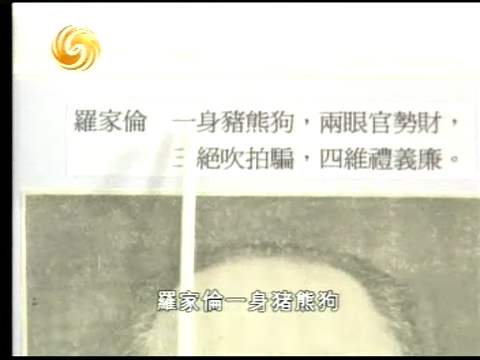 羅家倫　一身豬熊狗，兩眼官勢財，
三絕吹拍騙，四維禮義廉。
羅家倫一身猪熊狗